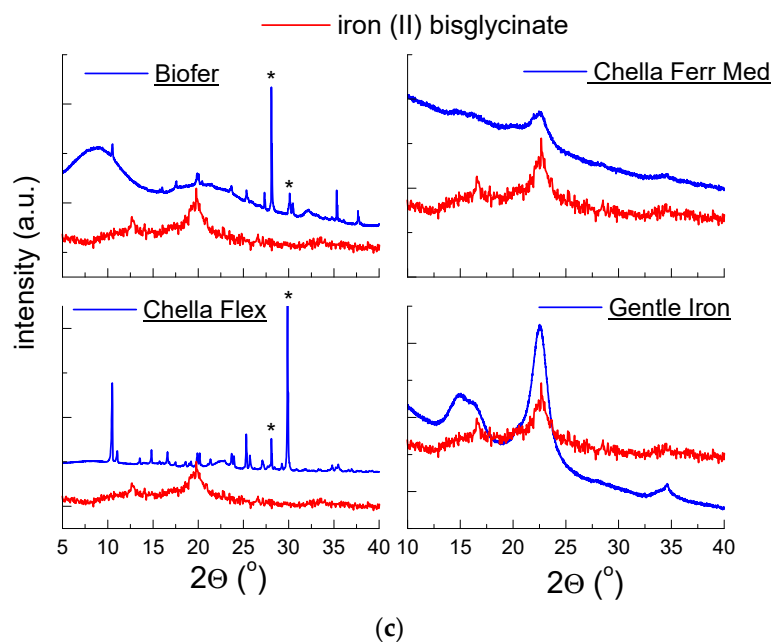 iron (II) bisglycinate
Biofer
*
*
Chella Ferr Med
intensity (a.u.)
Chella Flex
*
*
Gentle Iron
5 10 15 20 25 30 35 40
10 15 20 25 30 35 40
2Θ (°)
2Θ (°)
(c)